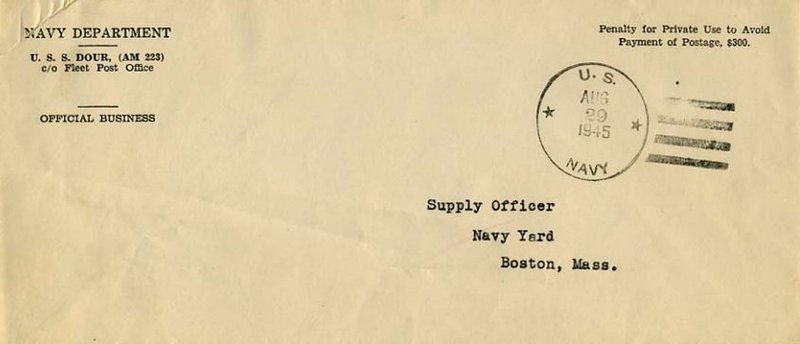 NAVY DEPARTMENT
U. S. S. DOUR, (AM 223)
c/o Fleet Post Office
OFFICIAL BUSINESS
Penalty for Private Use to Avoid
Payment of Postage, $300.
U. S.
AUG
29
1945
NAVY
Supply Officer
Navy Yard
Boston, Mass.